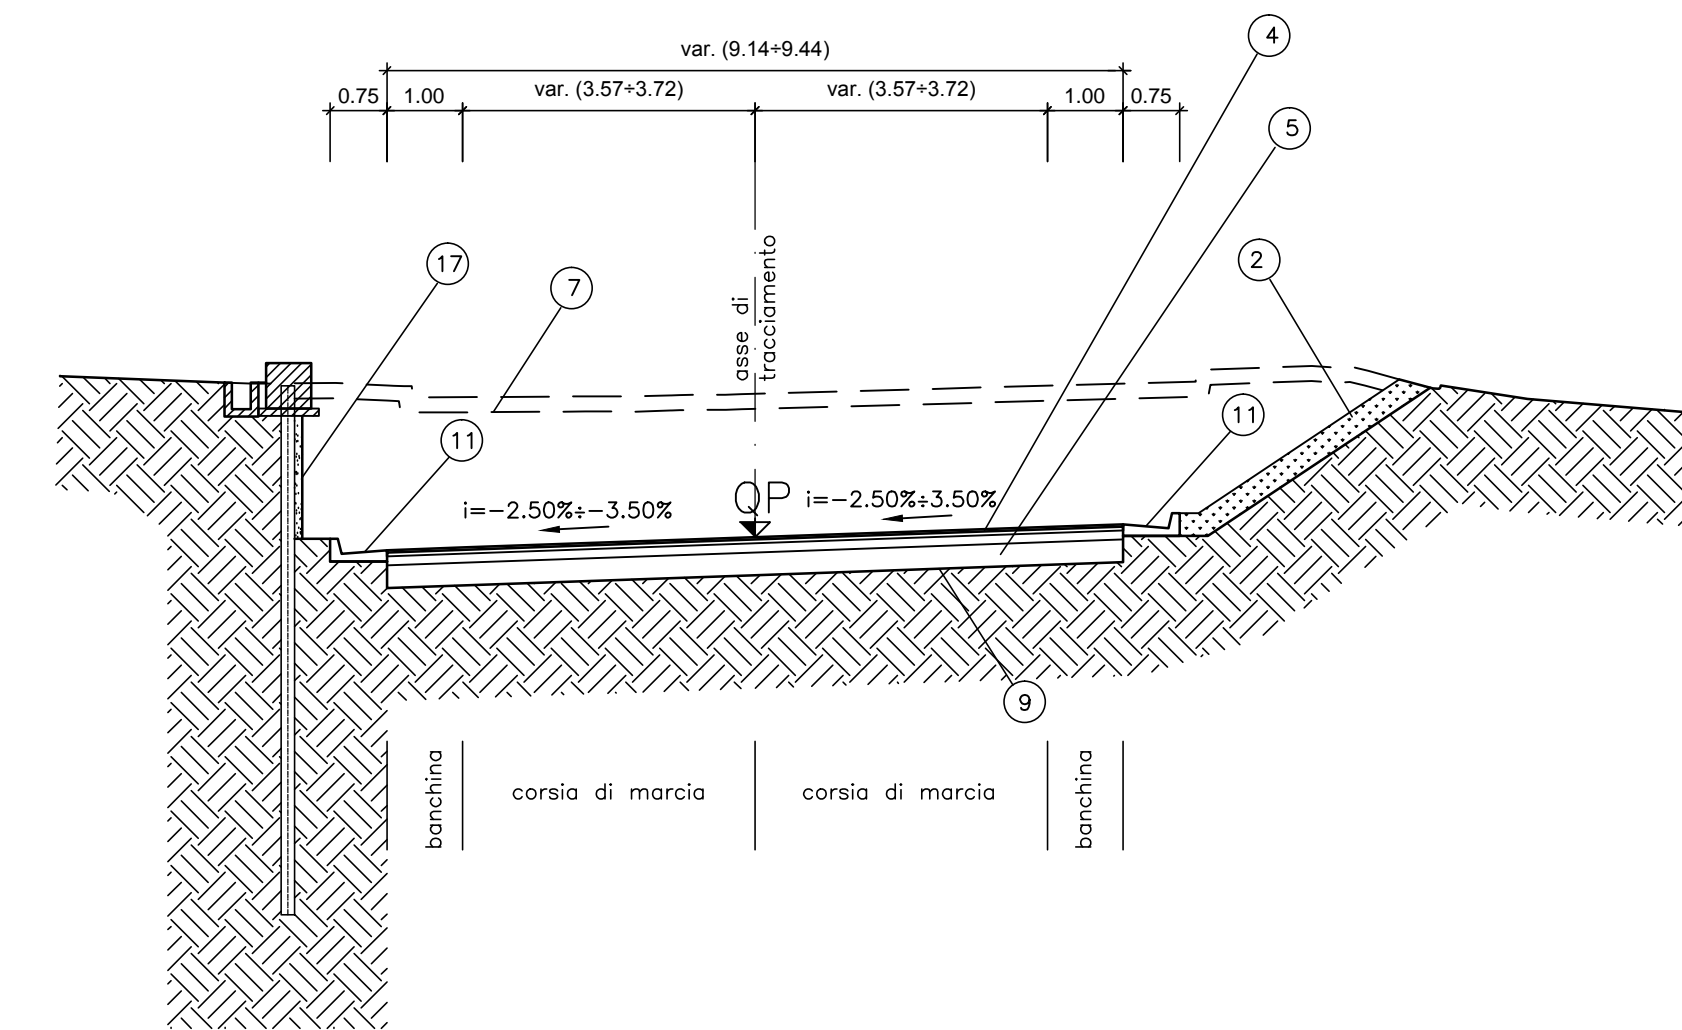 var. (9.14÷9.44)
4
0.75 1.00 var. (3.57÷3.72) var. (3.57÷3.72) 1.00 0.75
5
asse di
tracciamento
17
7
2
11
11
QP
i=-2.50%÷-3.50%
i=-2.50%÷3.50%
9
banchina
corsia di marcia
corsia di marcia
banchina